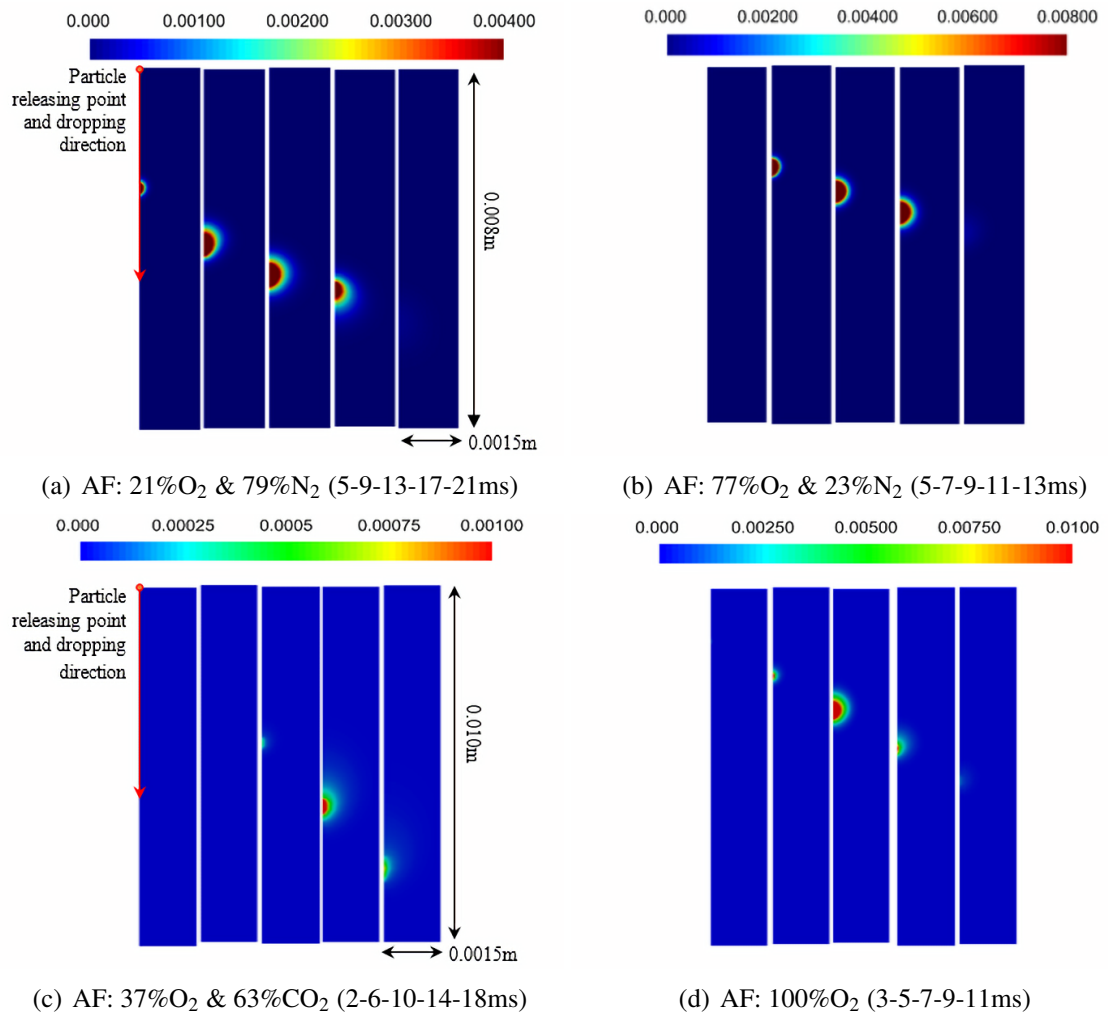 0.000 0.00100 0.00200 0.00300 0.00400
Particle
releasing point
and dropping
direction
0.008m
0.0015m
(a) AF: 21%O₂ & 79%N₂ (5-9-13-17-21ms)
0.000 0.00200 0.00400 0.00600 0.00800
(b) AF: 77%O₂ & 23%N₂ (5-7-9-11-13ms)
0.000 0.00025 0.0005 0.00075 0.00100
Particle
releasing point
and dropping
direction
0.010m
0.0015m
(c) AF: 37%O₂ & 63%CO₂ (2-6-10-14-18ms)
0.000 0.00250 0.00500 0.00750 0.0100
(d) AF: 100%O₂ (3-5-7-9-11ms)